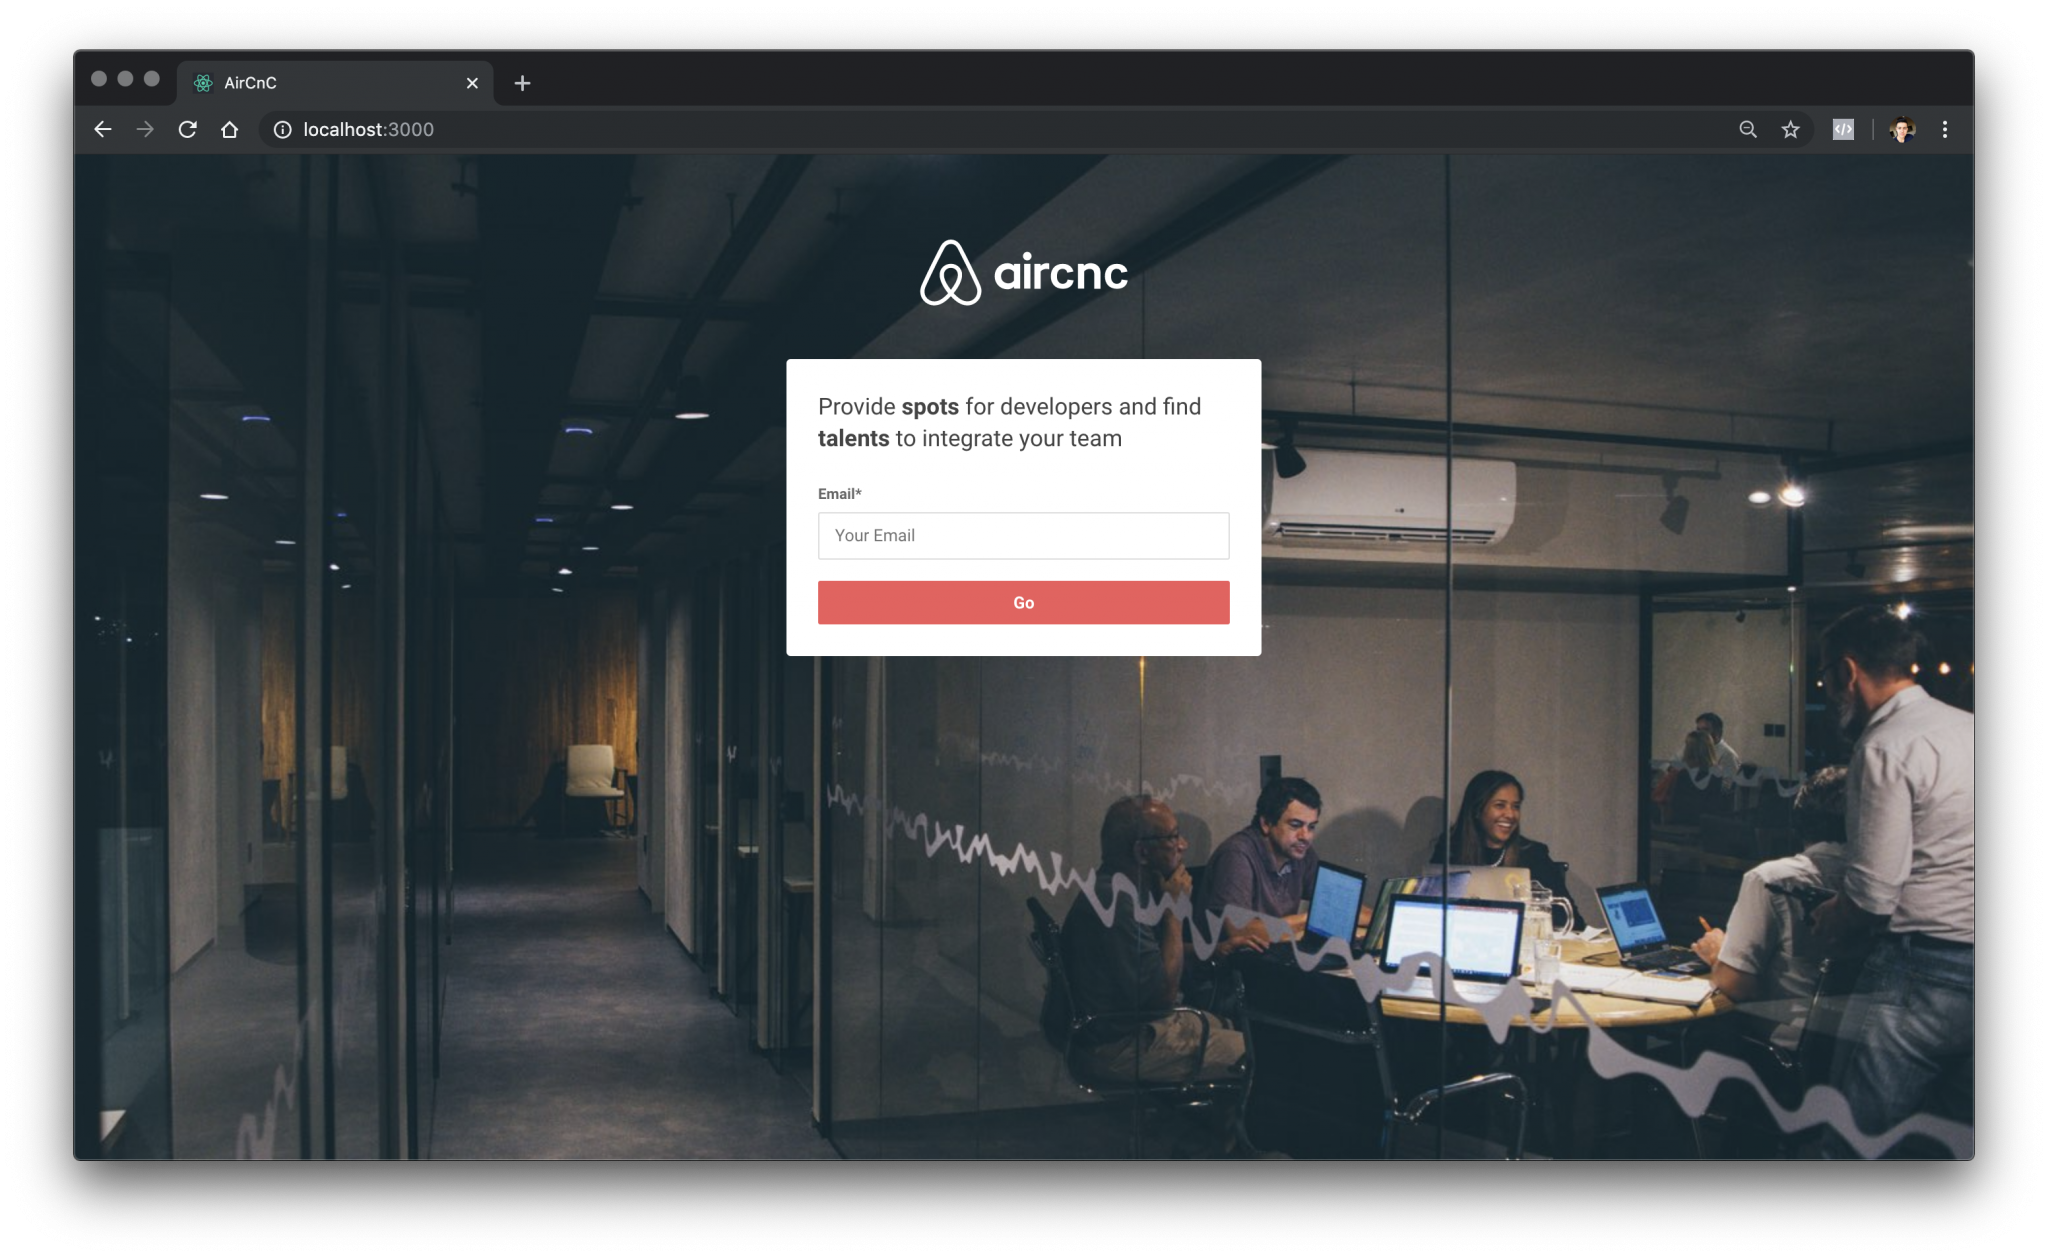 AirCnC
localhost:3000
aircnc
Provide spots for developers and find
talents to integrate your team
Email*
Your Email
Go